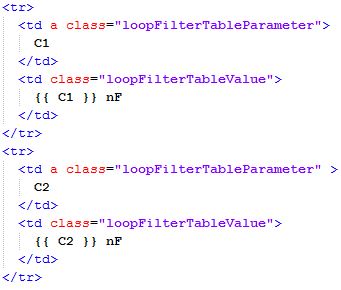 <tr>
<td a class="loopFilterTableParameter">
C1
</td>
<td class="loopFilterTableValue">
{{ C1 }} nF
</td>
</tr>
<tr>
<td a class="loopFilterTableParameter" >
C2
</td>
<td class="loopFilterTableValue">
{{ C2 }} nF
</td>
</tr>